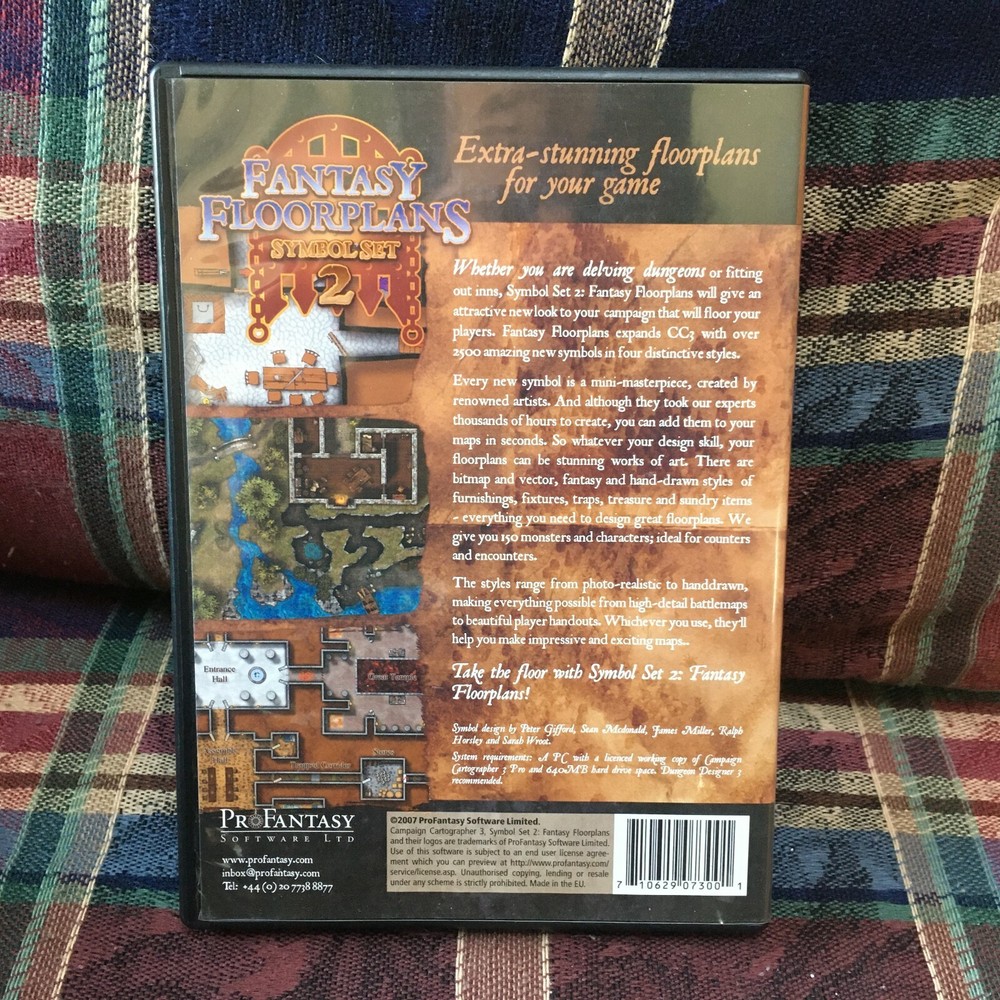 FANTASY
FLOORPLANS
SYMBOL SET
2
Extra-stunning floorplans
for your game
Whether you are delving dungeons or fitting
out inns, Symbol Set 2: Fantasy Floorplans will give an
attractive new look to your campaign that will floor your
players. Fantasy Floorplans expands CC3 with over
2500 amazing new symbols in four distinctive styles.
Every new symbol is a mini-masterpiece, created by
renowned artists. And although they took our experts
thousands of hours to create, you can add them to your
maps in seconds. So whatever your design skill, your
floorplans can be stunning works of art. There are
bitmap and vector, fantasy and hand-drawn styles of
furnishings, fixtures, traps, treasure and sundry items
- everything you need to design great floorplans. We
give you 150 monsters and characters; ideal for counters
and encounters.
The styles range from photo-realistic to handdrawn,
making everything possible from high-detail battlemaps
to beautiful player handouts. Whichever you use, they'll
help you make impressive and exciting maps..
Take the floor with Symbol Set 2: Fantasy
Floorplans!
Symbol design by Peter Gifford, Sean Mcdonald, James Miller, Ralph
Horsley and Sarah Wroot.
System requirements: A PC with a licenced working copy of Campaign
Cartographer 3 Pro and 640MB hard drive space. Dungeon Designer 3
recommended.
Entrance
Hall
Great Temple
Assembly
Hall
Trapped Corridor
Stores
PROFANTASY
SOFTWARE LTD
www.profantasy.com
inbox@profantasy.com
Tel: +44 (0) 20 7738 8877
©2007 ProFantasy Software Limited.
Campaign Cartographer 3, Symbol Set 2: Fantasy Floorplans
and their logos are trademarks of ProFantasy Software Limited.
Use of this software is subject to an end user license agree-
ment which you can preview at http://www.profantasy.com/
service/license.asp. Unauthorised copying, lending or resale
under any scheme is strictly prohibited. Made in the EU.
7 10629 07300 1